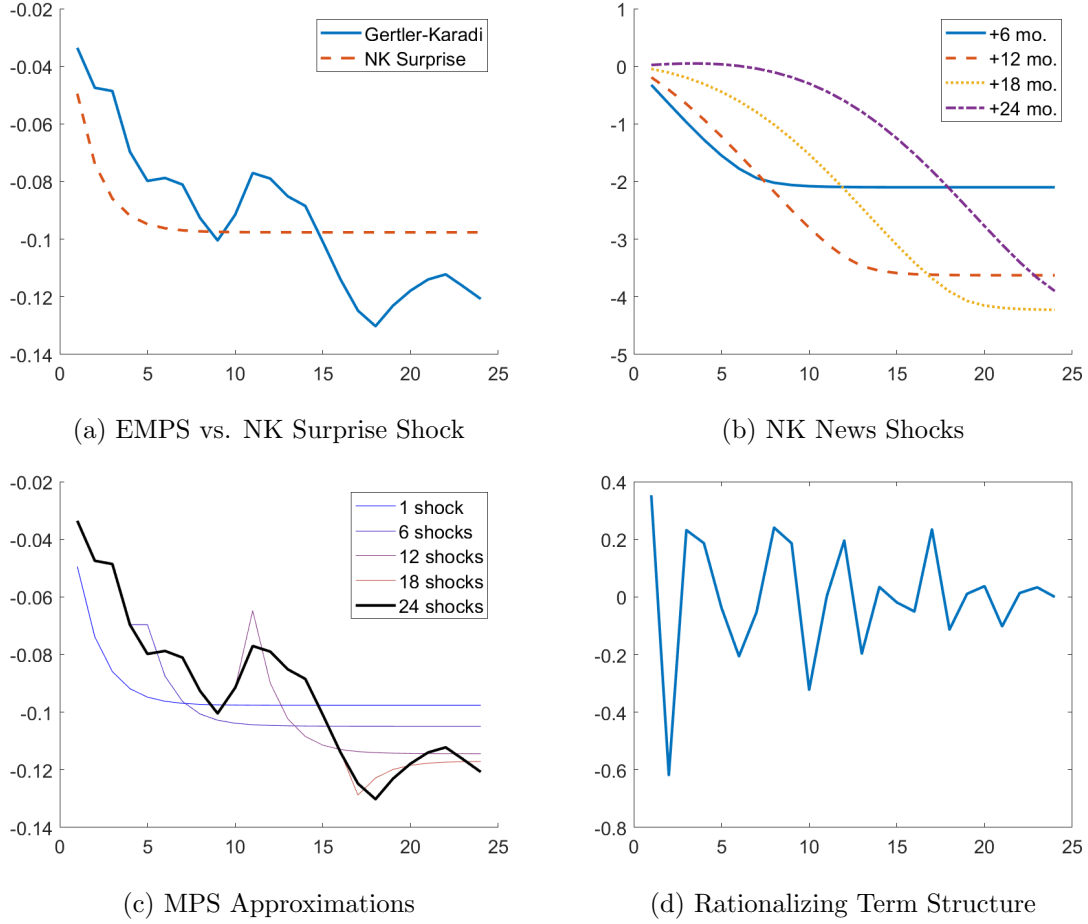 -0.02
-0.04
-0.06
-0.08
-0.1
-0.12
-0.14
0 5 10 15 20 25
Gertler-Karadi
NK Surprise
(a) EMPS vs. NK Surprise Shock
1
0
-1
-2
-3
-4
-5
0 5 10 15 20 25
+6 mo.
+12 mo.
+18 mo.
+24 mo.
(b) NK News Shocks
-0.02
-0.04
-0.06
-0.08
-0.1
-0.12
-0.14
0 5 10 15 20 25
1 shock
6 shocks
12 shocks
18 shocks
24 shocks
(c) MPS Approximations
0.4
0.2
0
-0.2
-0.4
-0.6
-0.8
0 5 10 15 20 25
(d) Rationalizing Term Structure